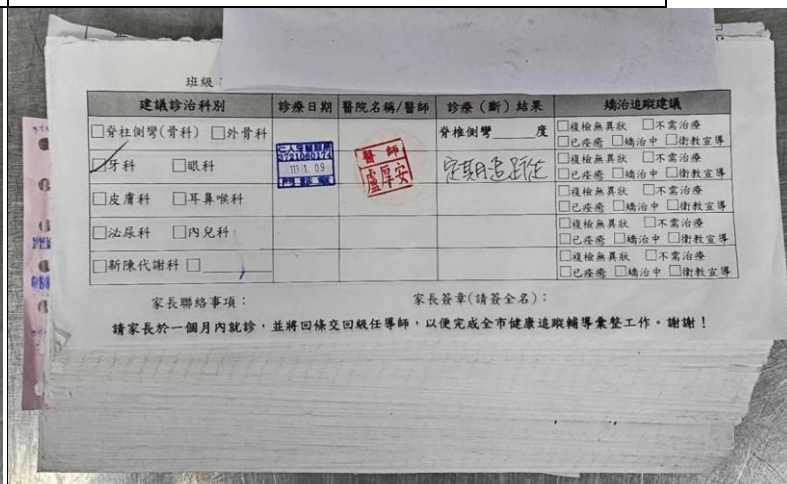 班級：
建議診治科別 診療日期 醫院名稱/醫師 診療（斷）結果 矯治追蹤建議
□脊柱側彎(骨科) □外骨科 脊椎側彎____度 □複檢無異狀 □不需治療
□已痊癒 □矯治中 □衛教宣導
□牙科 □眼科 111.1.09 醫師 盧厚安 定期追蹤 □複檢無異狀 □不需治療
□已痊癒 □矯治中 □衛教宣導
□皮膚科 □耳鼻喉科 □複檢無異狀 □不需治療
□已痊癒 □矯治中 □衛教宣導
□泌尿科 □內兒科 □複檢無異狀 □不需治療
□已痊癒 □矯治中 □衛教宣導
□新陳代謝科 □________ □複檢無異狀 □不需治療
□已痊癒 □矯治中 □衛教宣導
家長聯絡事項： 家長簽章(請簽全名)：
請家長於一個月內就診，並將回條交回級任導師，以便完成全市健康追蹤輔導彙整工作。謝謝！